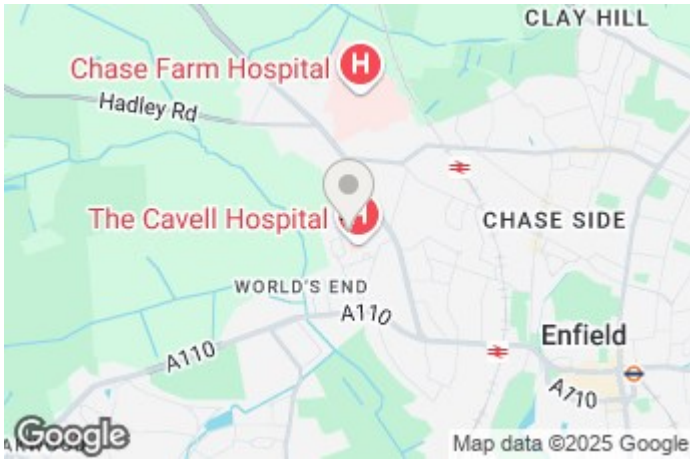 CLAY HILL
Chase Farm Hospital
H
Hadley Rd
The Cavell Hospital
H
CHASE SIDE
WORLD'S END
A110
A110
Enfield
A110
Google
Map data ©2025 Google